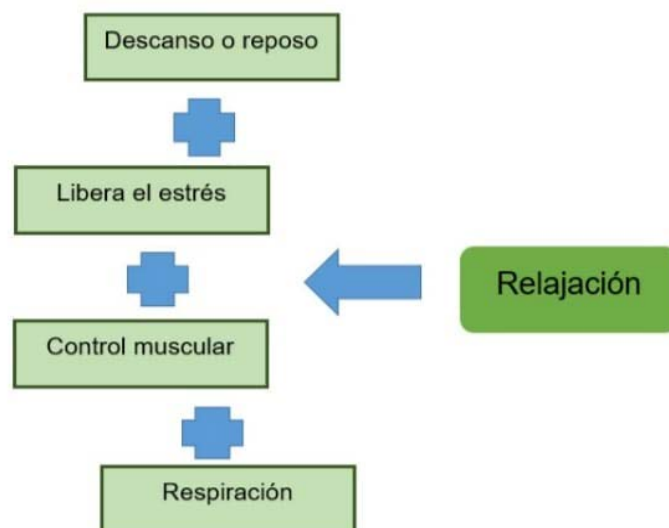 Descanso o reposo
Libera el estrés
Relajación
Control muscular
Respiración